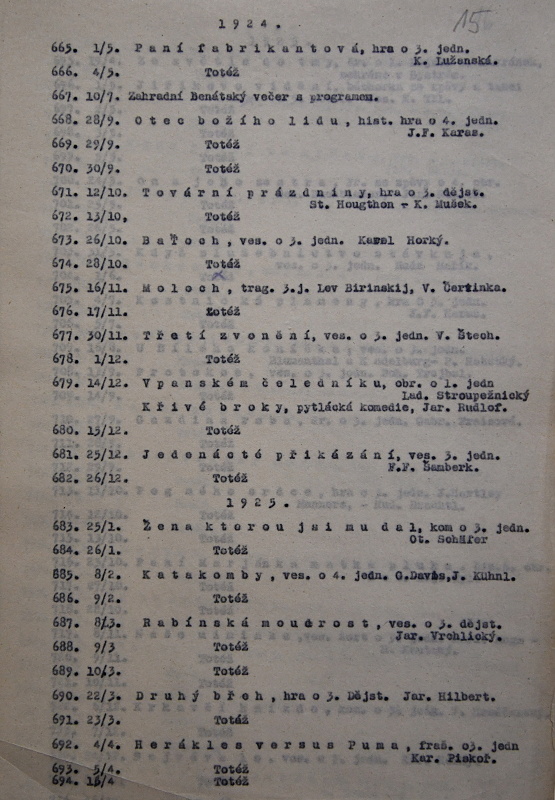 15
1924.
665. 1/5. Paní fabrikantová, hra o 3. jedn.
K. Luženská.
666. 4/5. Totéž
667. 10/7. Zahradní Benátský večer s programem.
668. 28/9. Otec božího lidu, hist. hra o 4. jedn.
J.F. Karas.
669. 29/9. Totéž
670. 30/9. Totéž
671. 12/10. Tovární prázdniny, hra o 3. dějst.
St. Hougthon - K. Mušek.
672. 13/10, Totéž
673. 26/10. Baťoch, ves. o 3. jedn. Karel Horký.
674. 28/10. Totéž
675. 16/11. Moloch, trag. 3.j. Lev Birinskij, V. Čertinka.
676. 17/11. Totéž
677. 30/11. Třetí zvonění, ves. o 3. jedn. V. Štech.
678. 1/12. Totéž
679. 14/12. V panském čeledníku, obr. o 1. jedn
Lad. Stroupežnický
Křivé broky, pytlácká komedie, Jar. Rudlof.
680. 15/12. Totéž
681. 25/12. Jedenácté přikázání, ves. 3. jedn.
F.F. Šamberk.
682. 26/12. Totéž
1925.
683. 25/1. Žena ktorou jsi mu dal, kom o 3. jedn.
Ot. Schäfer
684. 26/1. Totéž
885. 8/2. Katakomby, ves. o 4. jedn. G.Davis,J. Kühnl.
686. 9/2. Totéž
687. 8/3. Rabínská moudrost, ves. o 3. dějst.
Jar. Vrchlický.
688. 9/3 Totéž
689. 10/3. Totéž
690. 22/3. Druhý břeh, hra o 3. Dějst. Jar. Hilbert.
691. 23/3. Totáž
692. 4/4. Herákles versus Puma, fraš. o3. jedn
Kar. Piskoř.
693. 5/4. Totéž
694. 15/4 Totéž